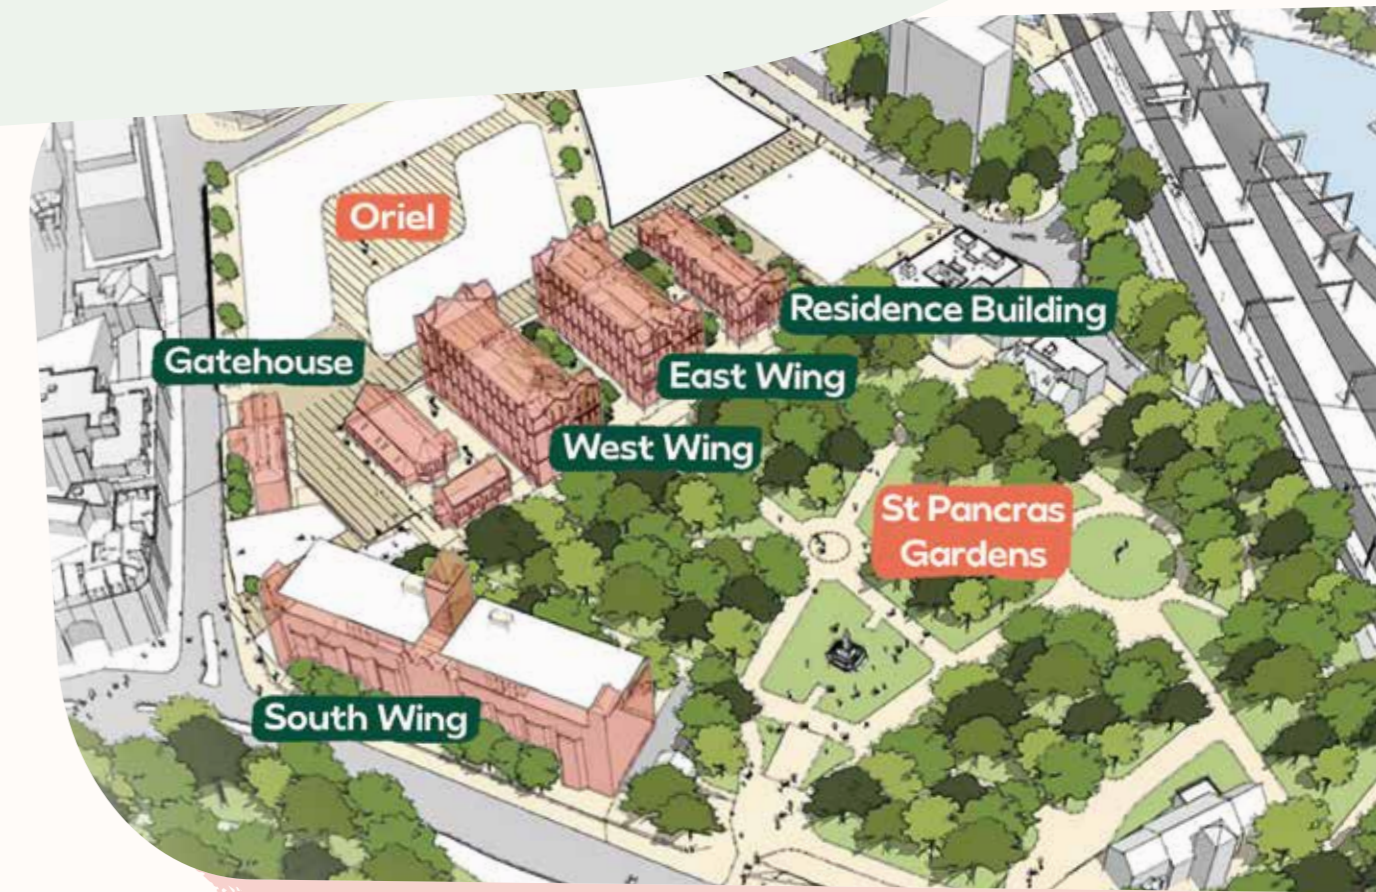 Oriel
Residence Building
Gatehouse
East Wing
West Wing
St Pancras
Gardens
South Wing